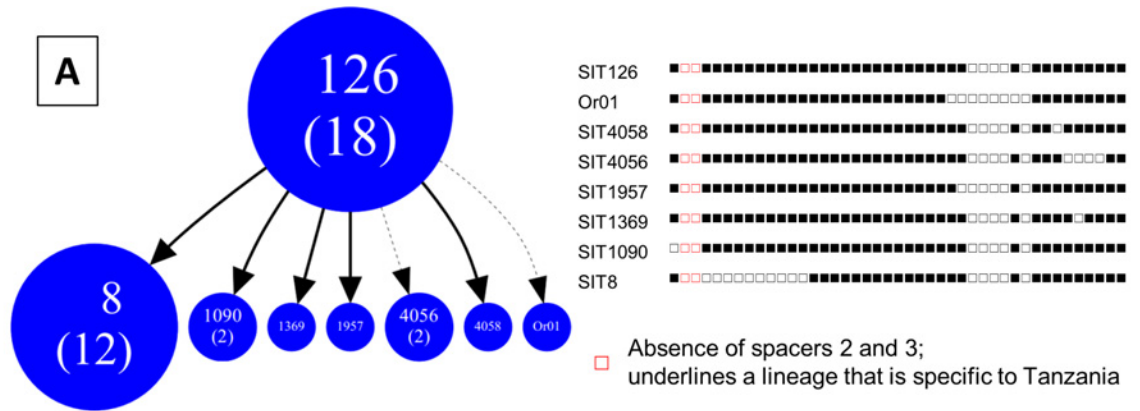 A
126
(18)
8
(12)
1090
(2)
1369
1957
4056
(2)
4058
Or01
SIT126
Or01
SIT4058
SIT4056
SIT1957
SIT1369
SIT1090
SIT8
Absence of spacers 2 and 3;
underlines a lineage that is specific to Tanzania